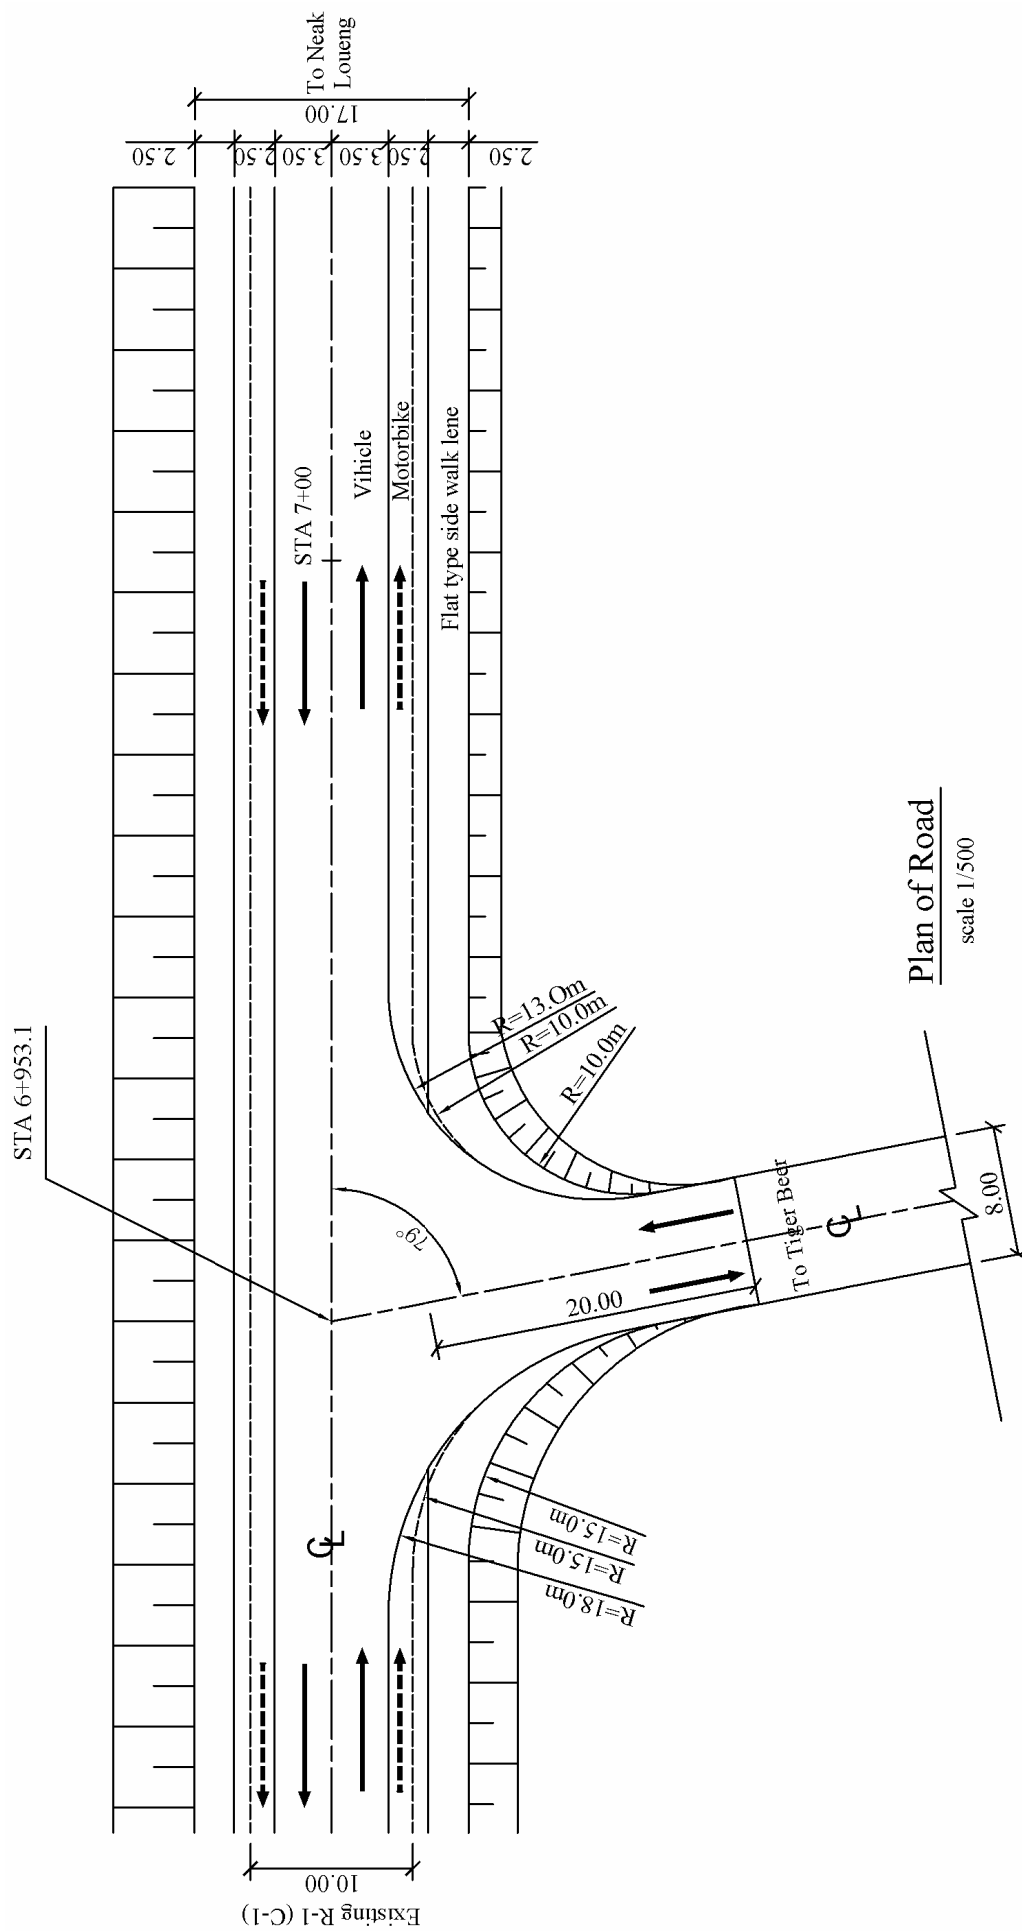 To Neak
Loueng
17.00
2.50
2.50
3.50
3.50
2.50
2.50
STA 6+953.1
STA 7+00
Vihicle
Motorbike
Flat type side walk lene
R=13.Om
R=10.0m
R=10.0m
79°
20.00
To Tiger Beer
CL
8.00
CL
R=15.0m
R=15.0m
R=18.0m
10.00
Existing R-1 (C-1)
Plan of Road
scale 1/500